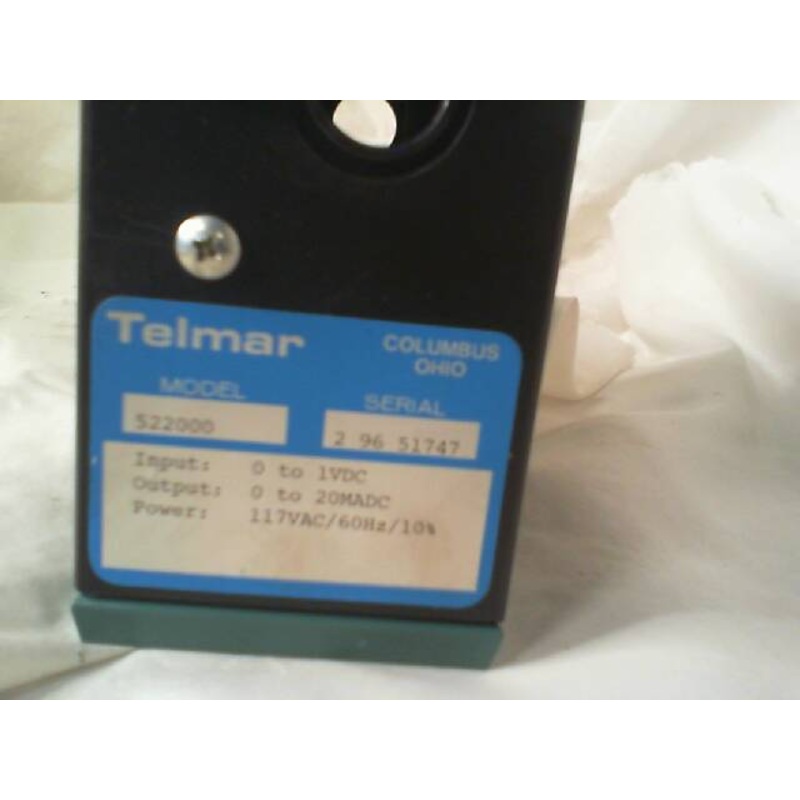 Telmar
COLUMBUS
OHIO
MODEL
SERIAL
522000
2 96 51747
Input: 0 to 1VDC
Output: 0 to 20MADC
Power: 117VAC/60Hz/10%